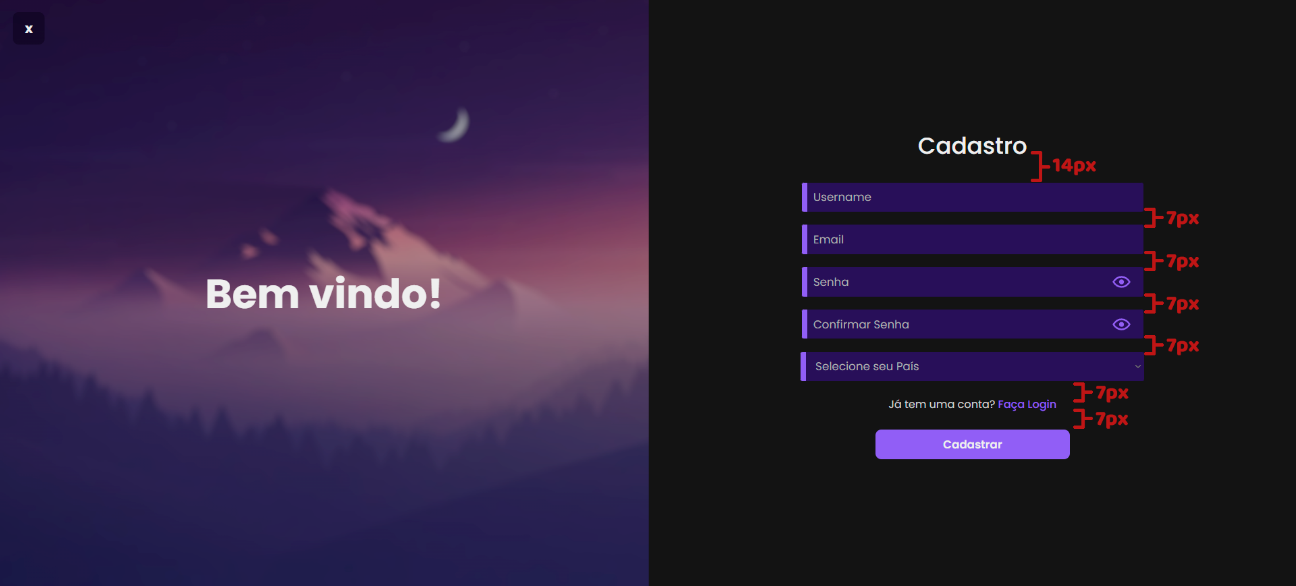 x
Bem vindo!
Cadastro
14px
Username
7px
Email
7px
Senha
7px
Confirmar Senha
7px
Selecione seu País
7px
Já tem uma conta? Faça Login
7px
Cadastrar